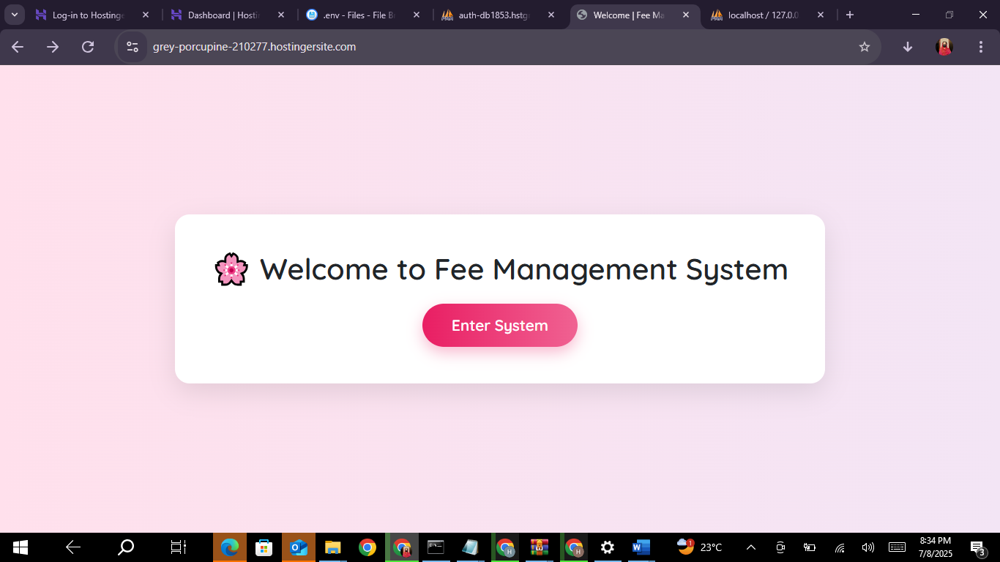 Log-in to Hostinge
Dashboard | Hosti
.env - Files - File B
auth-db1853.hstg
Welcome | Fee Ma
localhost / 127.0.0
grey-porcupine-210277.hostingersite.com
🌸 Welcome to Fee Management System
Enter System
1
23°C
8:34 PM
7/8/2025
3